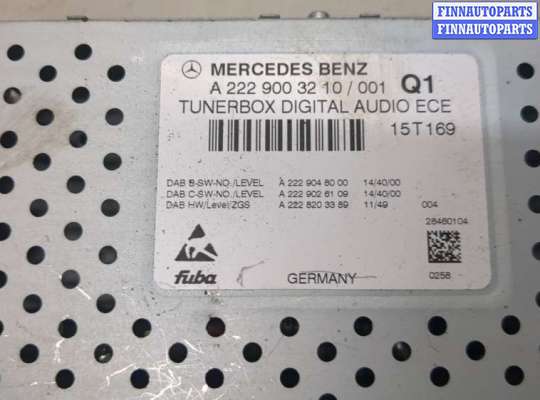 FINNAUTOPARTS
FINNAUTOPARTS
MERCEDES BENZ
A 222 900 32 10 / 001 Q1
TUNERBOX DIGITAL AUDIO ECE
15T169
DAB B-SW-NO./LEVEL A 222 904 80 00 14/40/00
DAB C-SW-NO./LEVEL A 222 902 61 09 14/40/00
DAB HW/Level/ZGS A 222 820 33 89 11/49 004
28460104
fuba GERMANY 0258